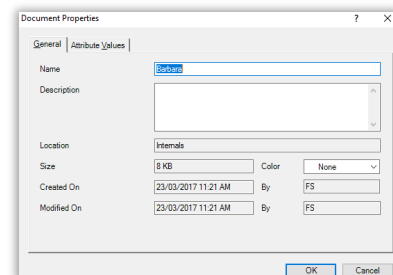 Document Properties ? X
General Attribute Values
Name Barbara
Description
Location Internals
Size 8 KB Color None
Created On 23/03/2017 11:21 AM By FS
Modified On 23/03/2017 11:21 AM By FS
OK Cancel